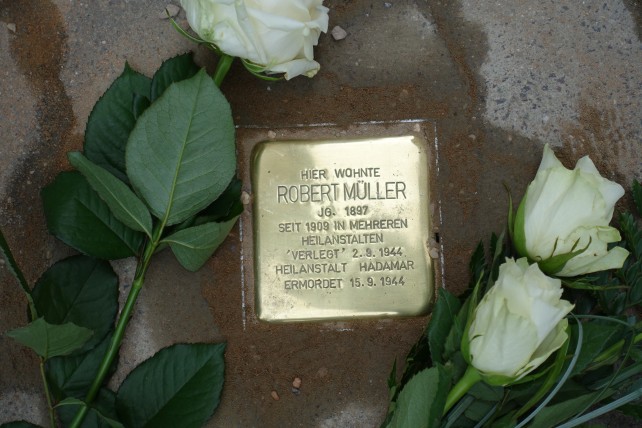 HIER WOHNTE
ROBERT MÜLLER
JG. 1897
SEIT 1909 IN MEHREREN
HEILANSTALTEN
'VERLEGT' 2.9.1944
HEILANSTALT HADAMAR
ERMORDET 15.9.1944